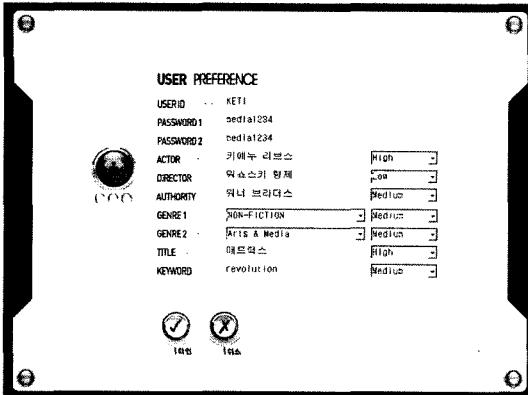 USER PREFERENCE
USER ID KETI
PASSWORD 1 media1234
PASSWORD 2 media1234
ACTOR 키애누 리브스 High
DIRECTOR 워쇼스키 형제 Low
AUTHORITY 워너 브라더스 Medium
GENRE 1 NON-FICTION Medium
GENRE 2 Arts & Media Medium
TITLE 매트릭스 High
KEYWORD revolution Medium